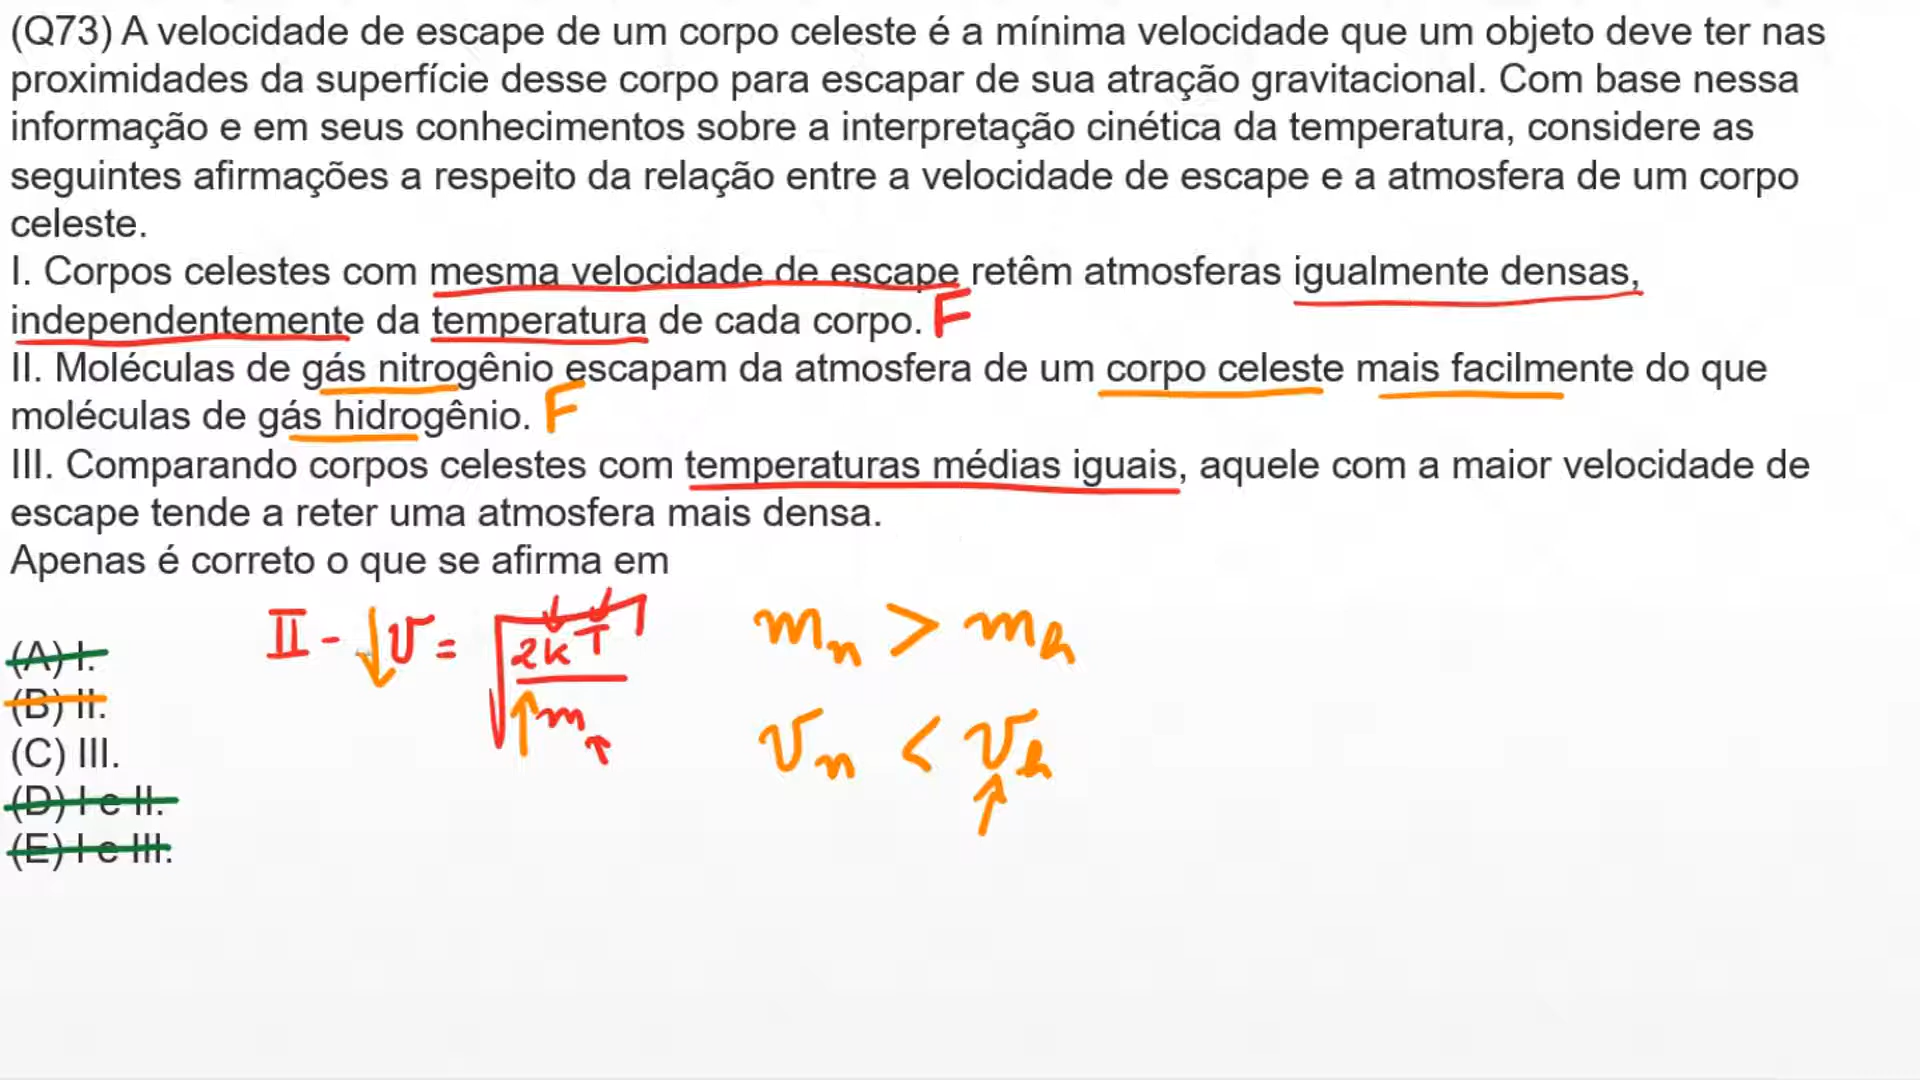 (Q73) A velocidade de escape de um corpo celeste é a mínima velocidade que um objeto deve ter nas
proximidades da superfície desse corpo para escapar de sua atração gravitacional. Com base nessa
informação e em seus conhecimentos sobre a interpretação cinética da temperatura, considere as
seguintes afirmações a respeito da relação entre a velocidade de escape e a atmosfera de um corpo
celeste.
I. Corpos celestes com mesma velocidade de escape retêm atmosferas igualmente densas,
independentemente da temperatura de cada corpo. F
II. Moléculas de gás nitrogênio escapam da atmosfera de um corpo celeste mais facilmente do que
moléculas de gás hidrogênio. F
III. Comparando corpos celestes com temperaturas médias iguais, aquele com a maior velocidade de
escape tende a reter uma atmosfera mais densa.
Apenas é correto o que se afirma em
(A) I.
(B) II.
(C) III.
(D) I e II.
(E) I e III.
II - ↓v = √(2kT/m)
mn > mh
vn < vh